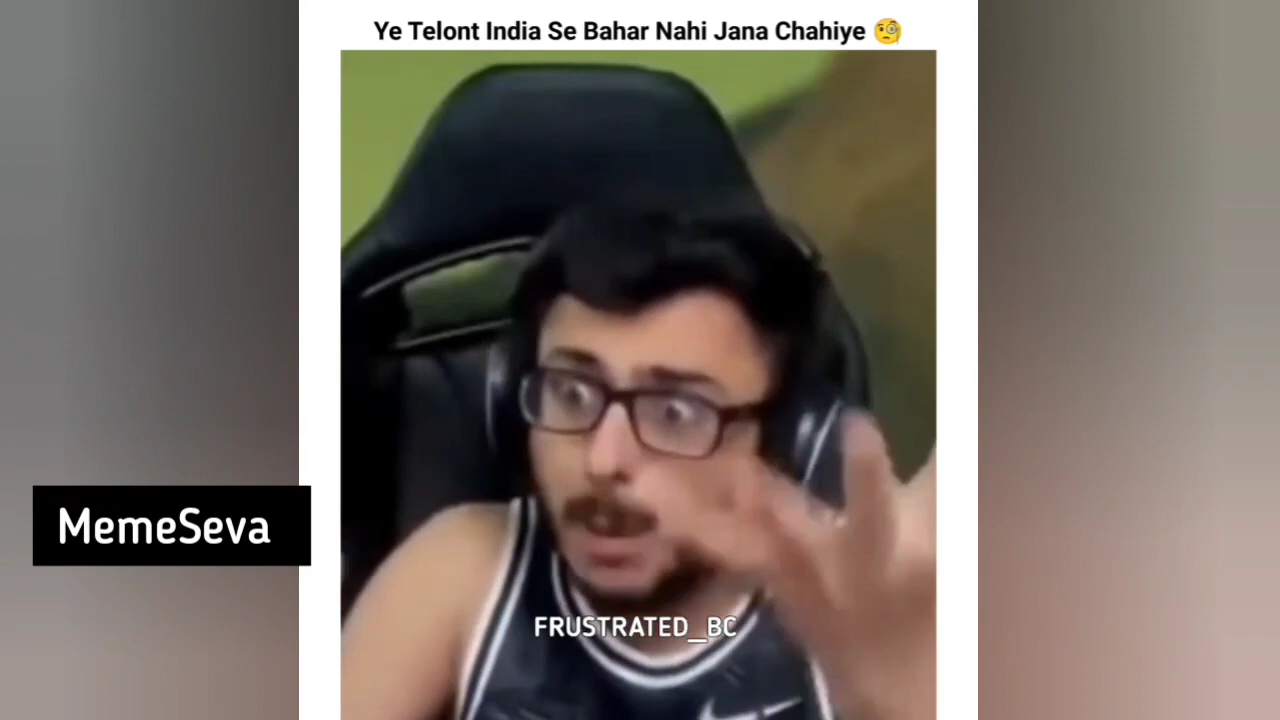 Ye Telont India Se Bahar Nahi Jana Chahiye 🧐
MemeSeva
FRUSTRATED_BC